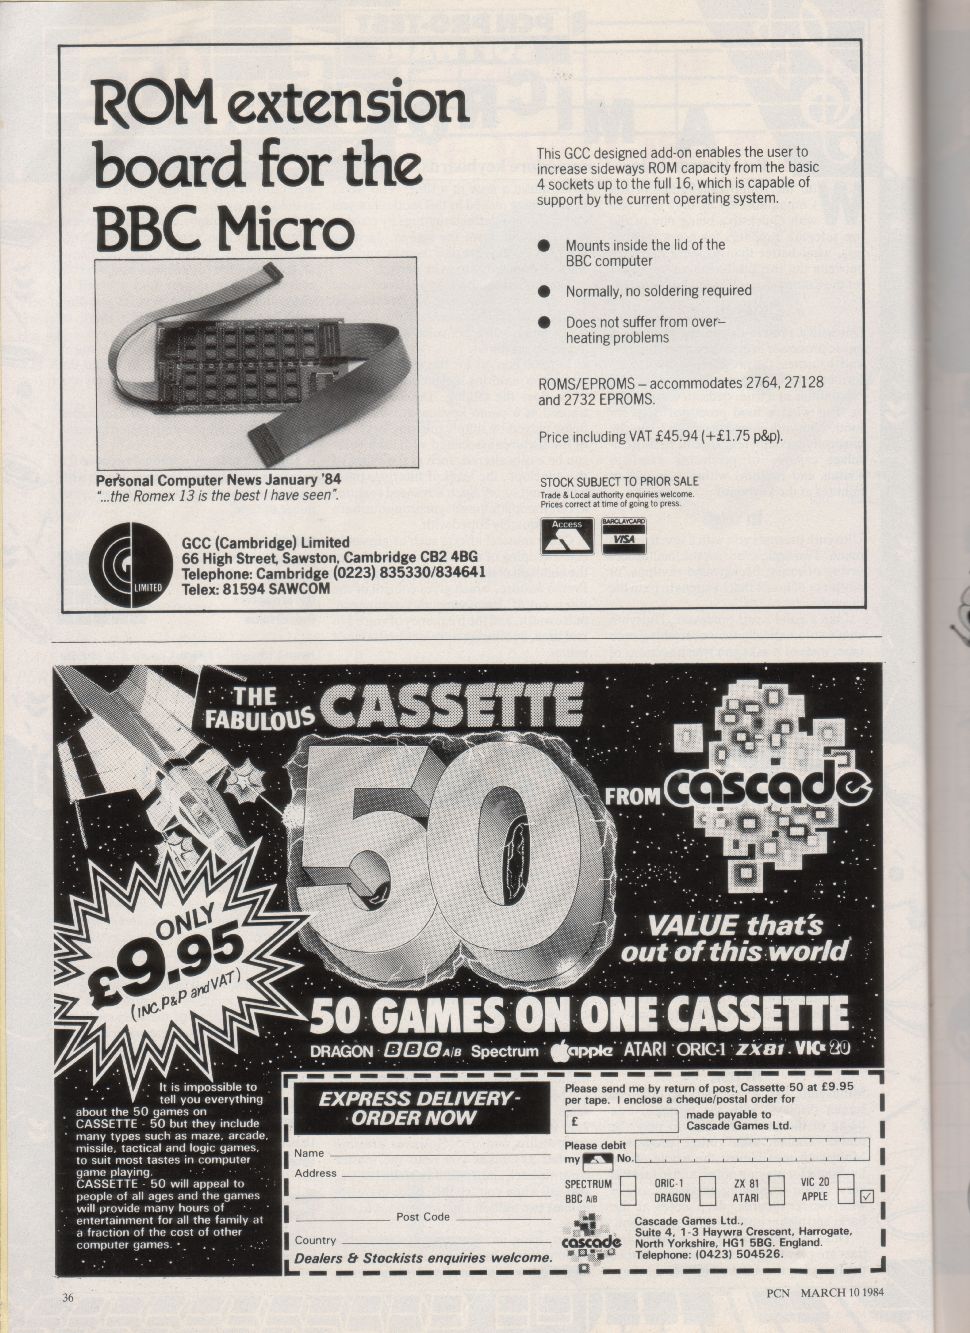 ROM extension
board for the
BBC Micro
Personal Computer News January '84
"...the Romex 13 is the best I have seen".
LIMITED
GCC (Cambridge) Limited
66 High Street, Sawston, Cambridge CB2 4BG
Telephone: Cambridge (0223) 835330/834641
Telex: 81594 SAWCOM
This GCC designed add-on enables the user to
increase sideways ROM capacity from the basic
4 sockets up to the full 16, which is capable of
support by the current operating system.
● Mounts inside the lid of the
BBC computer
● Normally, no soldering required
● Does not suffer from over–
heating problems
ROMS/EPROMS – accommodates 2764, 27128
and 2732 EPROMS.
Price including VAT £45.94 (+£1.75 p&p).
STOCK SUBJECT TO PRIOR SALE
Trade & Local authority enquiries welcome.
Prices correct at time of going to press.
Access
BARCLAYCARD
VISA
THE
FABULOUS CASSETTE
50
FROM cascade
ONLY
£9.95
(INC. P&P and VAT)
VALUE that's
out of this world
50 GAMES ON ONE CASSETTE
DRAGON BBC A/B Spectrum apple ATARI ORIC-1 ZX81 VIC 20
It is impossible to
tell you everything
about the 50 games on
CASSETTE - 50 but they include
many types such as maze, arcade,
missile, tactical and logic games,
to suit most tastes in computer
game playing.
CASSETTE - 50 will appeal to
people of all ages and the games
will provide many hours of
entertainment for all the family at
a fraction of the cost of other
computer games.
EXPRESS DELIVERY-
ORDER NOW
Name
Address
Post Code
Country
Dealers & Stockists enquiries welcome.
Please send me by return of post, Cassette 50 at £9.95
per tape. I enclose a cheque/postal order for
£ made payable to
Cascade Games Ltd.
Please debit
my No.
SPECTRUM ORIC-1 ZX 81 VIC 20
BBC A/B DRAGON ATARI APPLE
cascade
Cascade Games Ltd.,
Suite 4, 1-3 Haywra Crescent, Harrogate,
North Yorkshire, HG1 5BG. England.
Telephone: (0423) 504526.
36
PCN MARCH 10 1984